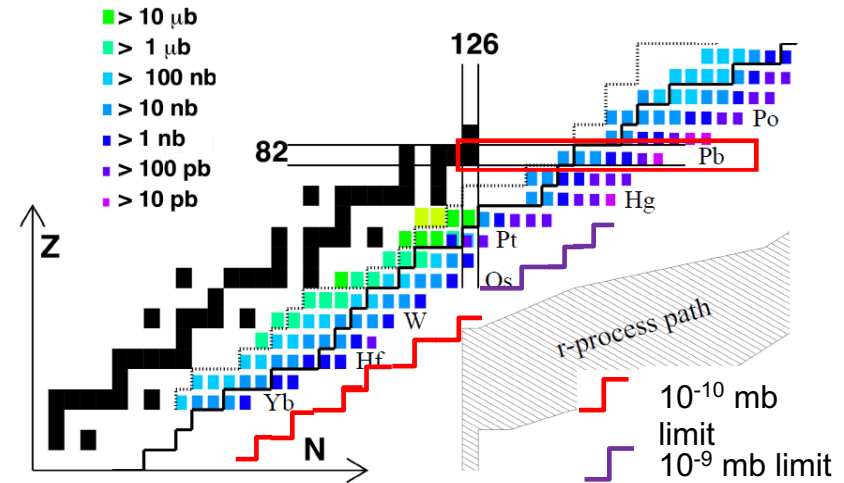 > 10 μb
> 1 μb
> 100 nb
> 10 nb
> 1 nb
> 100 pb
> 10 pb
126
82
Z
N
Po
Pb
Hg
Pt
Os
W
Hf
Yb
r-process path
10⁻¹⁰ mb
limit
10⁻⁹ mb limit